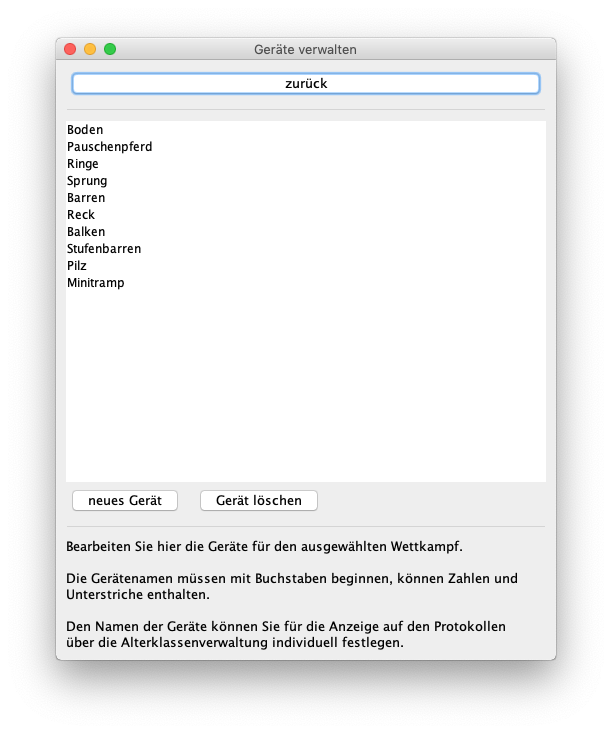 Geräte verwalten
zurück
Boden
Pauschenpferd
Ringe
Sprung
Barren
Reck
Balken
Stufenbarren
Pilz
Minitramp
neues Gerät
Gerät löschen
Bearbeiten Sie hier die Geräte für den ausgewählten Wettkampf.
Die Gerätenamen müssen mit Buchstaben beginnen, können Zahlen und
Unterstriche enthalten.
Den Namen der Geräte können Sie für die Anzeige auf den Protokollen
über die Alterklassenverwaltung individuell festlegen.